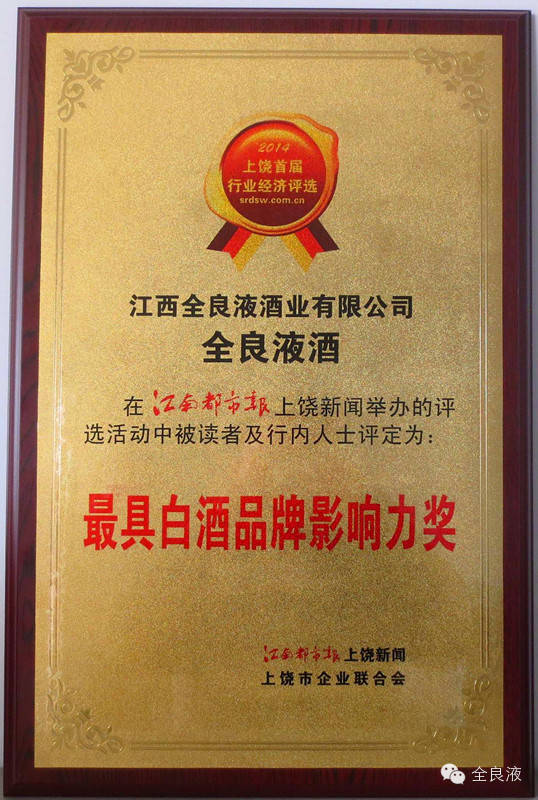 2014
上饶首届
行业经济评选
srdsw.com.cn
江西全良液酒业有限公司
全良液酒
在江南都市報上饶新闻举办的评
选活动中被读者及行内人士评定为：
最具白酒品牌影响力奖
江南都市報上饶新闻
上饶市企业联合会
全良液